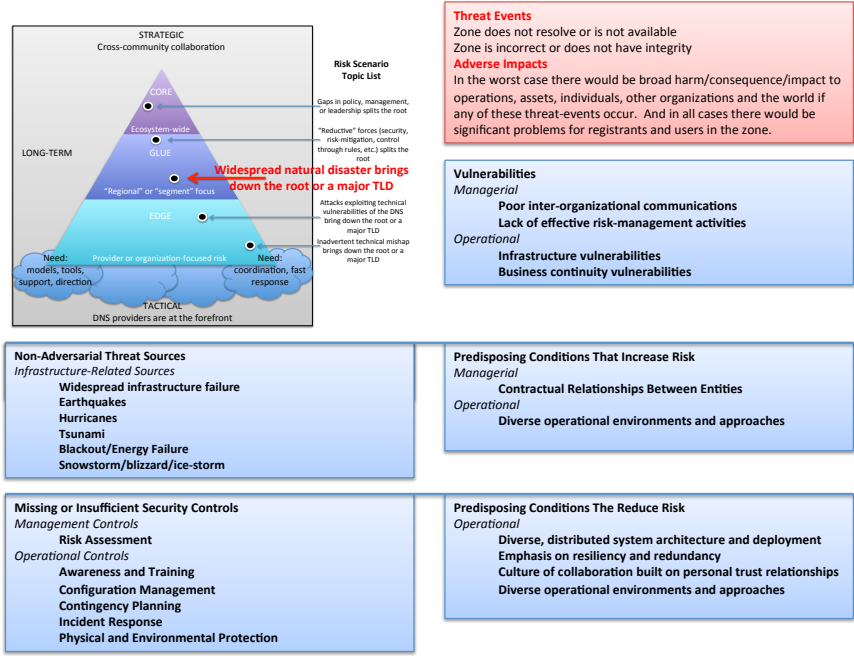 STRATEGIC
Cross-community collaboration
CORE
Ecosystem-wide
LONG-TERM
GLUE
"Regional" or "segment" focus
EDGE
Provider or organization-focused risk
Need:
models, tools,
support, direction
Need:
coordination, fast
response
TACTICAL
DNS providers are at the forefront
Risk Scenario
Topic List
Gaps in policy, management,
or leadership splits the root
"Reductive" forces (security,
risk-mitigation, control
through rules, etc.) splits the
root
Widespread natural disaster brings
down the root or a major TLD
Attacks exploiting technical
vulnerabilities of the DNS
bring down the root or a
major TLD
Inadvertent technical mishap
brings down the root or a
major TLD
Threat Events
Zone does not resolve or is not available
Zone is incorrect or does not have integrity
Adverse Impacts
In the worst case there would be broad harm/consequence/impact to
operations, assets, individuals, other organizations and the world if
any of these threat-events occur.  And in all cases there would be
significant problems for registrants and users in the zone.
Vulnerabilities
Managerial
Poor inter-organizational communications
Lack of effective risk-management activities
Operational
Infrastructure vulnerabilities
Business continuity vulnerabilities
Non-Adversarial Threat Sources
Infrastructure-Related Sources
Widespread infrastructure failure
Earthquakes
Hurricanes
Tsunami
Blackout/Energy Failure
Snowstorm/blizzard/ice-storm
Predisposing Conditions That Increase Risk
Managerial
Contractual Relationships Between Entities
Operational
Diverse operational environments and approaches
Missing or Insufficient Security Controls
Management Controls
Risk Assessment
Operational Controls
Awareness and Training
Configuration Management
Contingency Planning
Incident Response
Physical and Environmental Protection
Predisposing Conditions The Reduce Risk
Operational
Diverse, distributed system architecture and deployment
Emphasis on resiliency and redundancy
Culture of collaboration built on personal trust relationships
Diverse operational environments and approaches